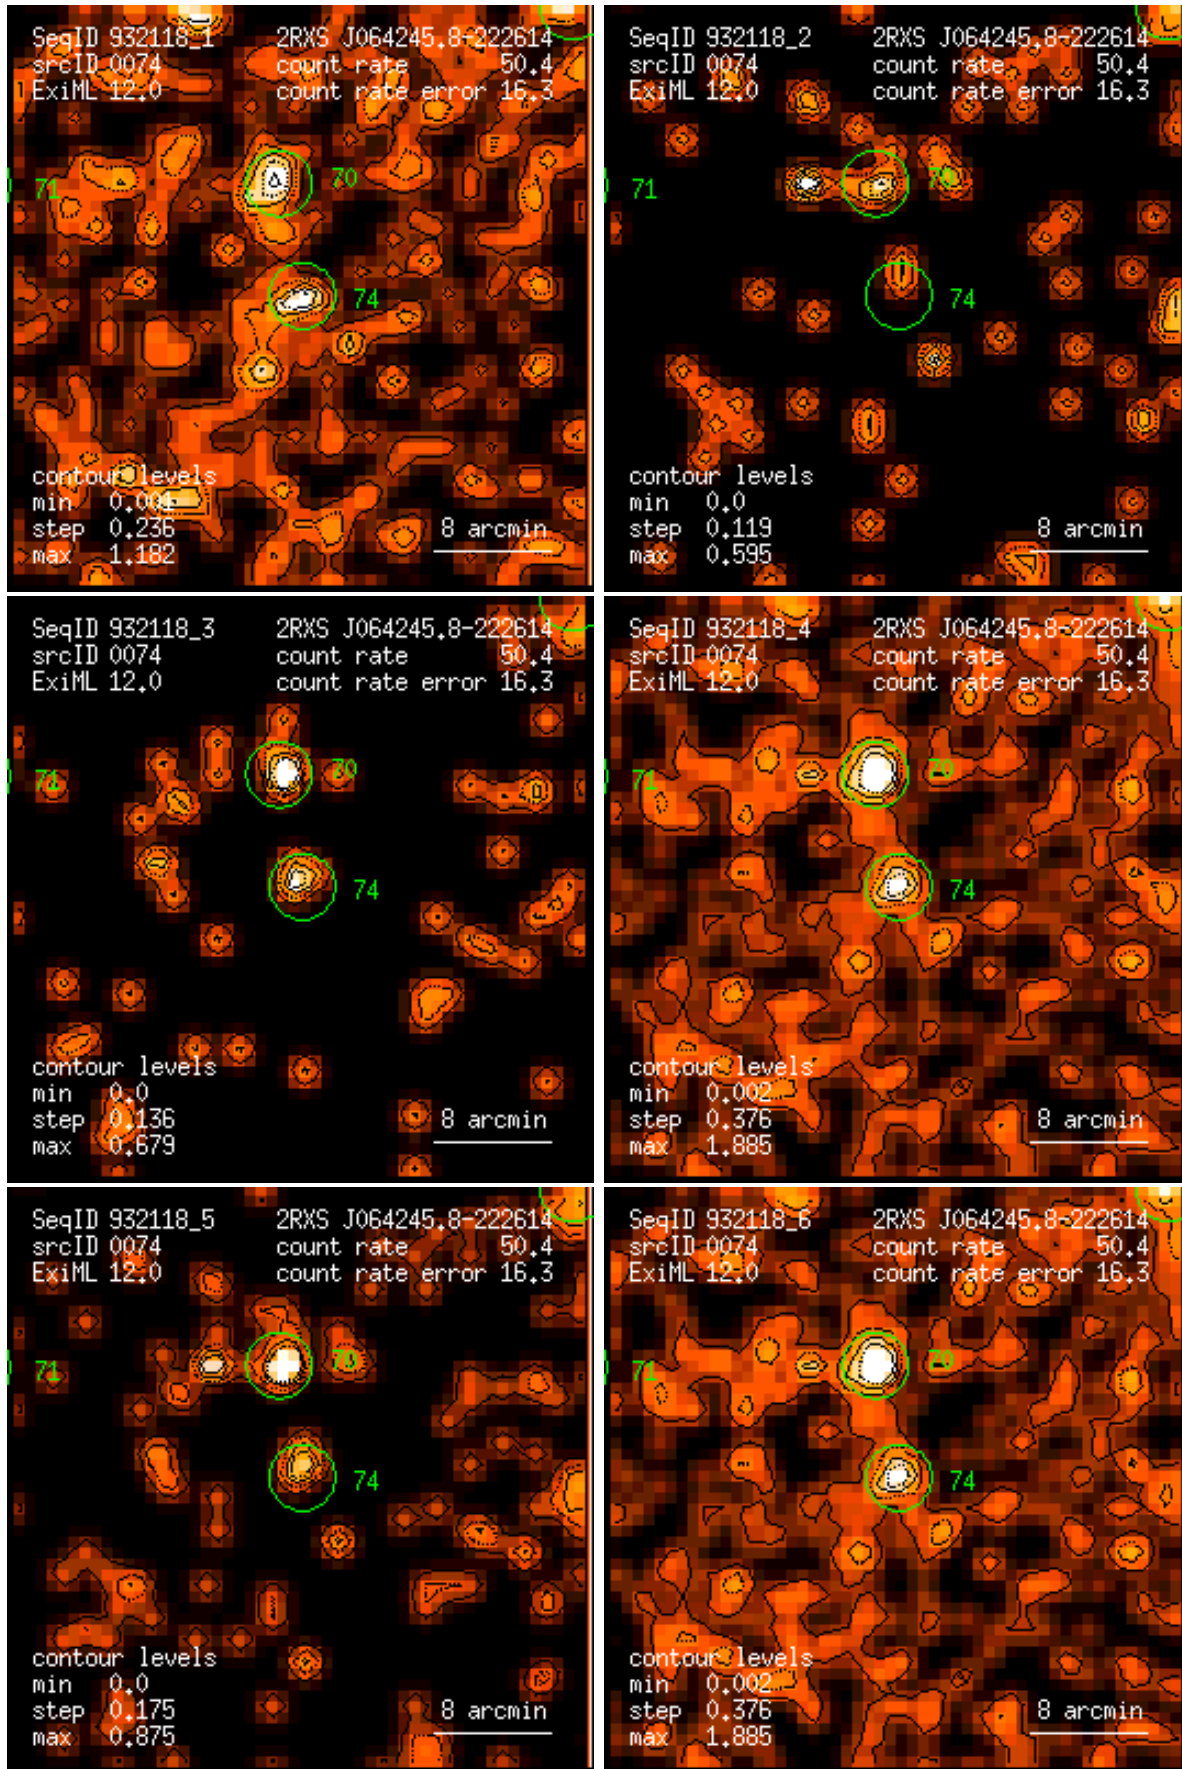 SeqID 932118_1 2RXS J064245.8-222614
srcID 0074 count rate 50.4
ExiML 12.0 count rate error 16.3
71 70
74
contour levels
min 0.001
step 0.236
max 1.182
8 arcmin
SeqID 932118_2 2RXS J064245.8-222614
srcID 0074 count rate 50.4
ExiML 12.0 count rate error 16.3
71 70
74
contour levels
min 0.0
step 0.119
max 0.595
8 arcmin
SeqID 932118_3 2RXS J064245.8-222614
srcID 0074 count rate 50.4
ExiML 12.0 count rate error 16.3
71 70
74
contour levels
min 0.0
step 0.136
max 0.679
8 arcmin
SeqID 932118_4 2RXS J064245.8-222614
srcID 0074 count rate 50.4
ExiML 12.0 count rate error 16.3
71 70
74
contour levels
min 0.002
step 0.376
max 1.885
8 arcmin
SeqID 932118_5 2RXS J064245.8-222614
srcID 0074 count rate 50.4
ExiML 12.0 count rate error 16.3
71 70
74
contour levels
min 0.0
step 0.175
max 0.875
8 arcmin
SeqID 932118_6 2RXS J064245.8-222614
srcID 0074 count rate 50.4
ExiML 12.0 count rate error 16.3
71 70
74
contour levels
min 0.002
step 0.376
max 1.885
8 arcmin